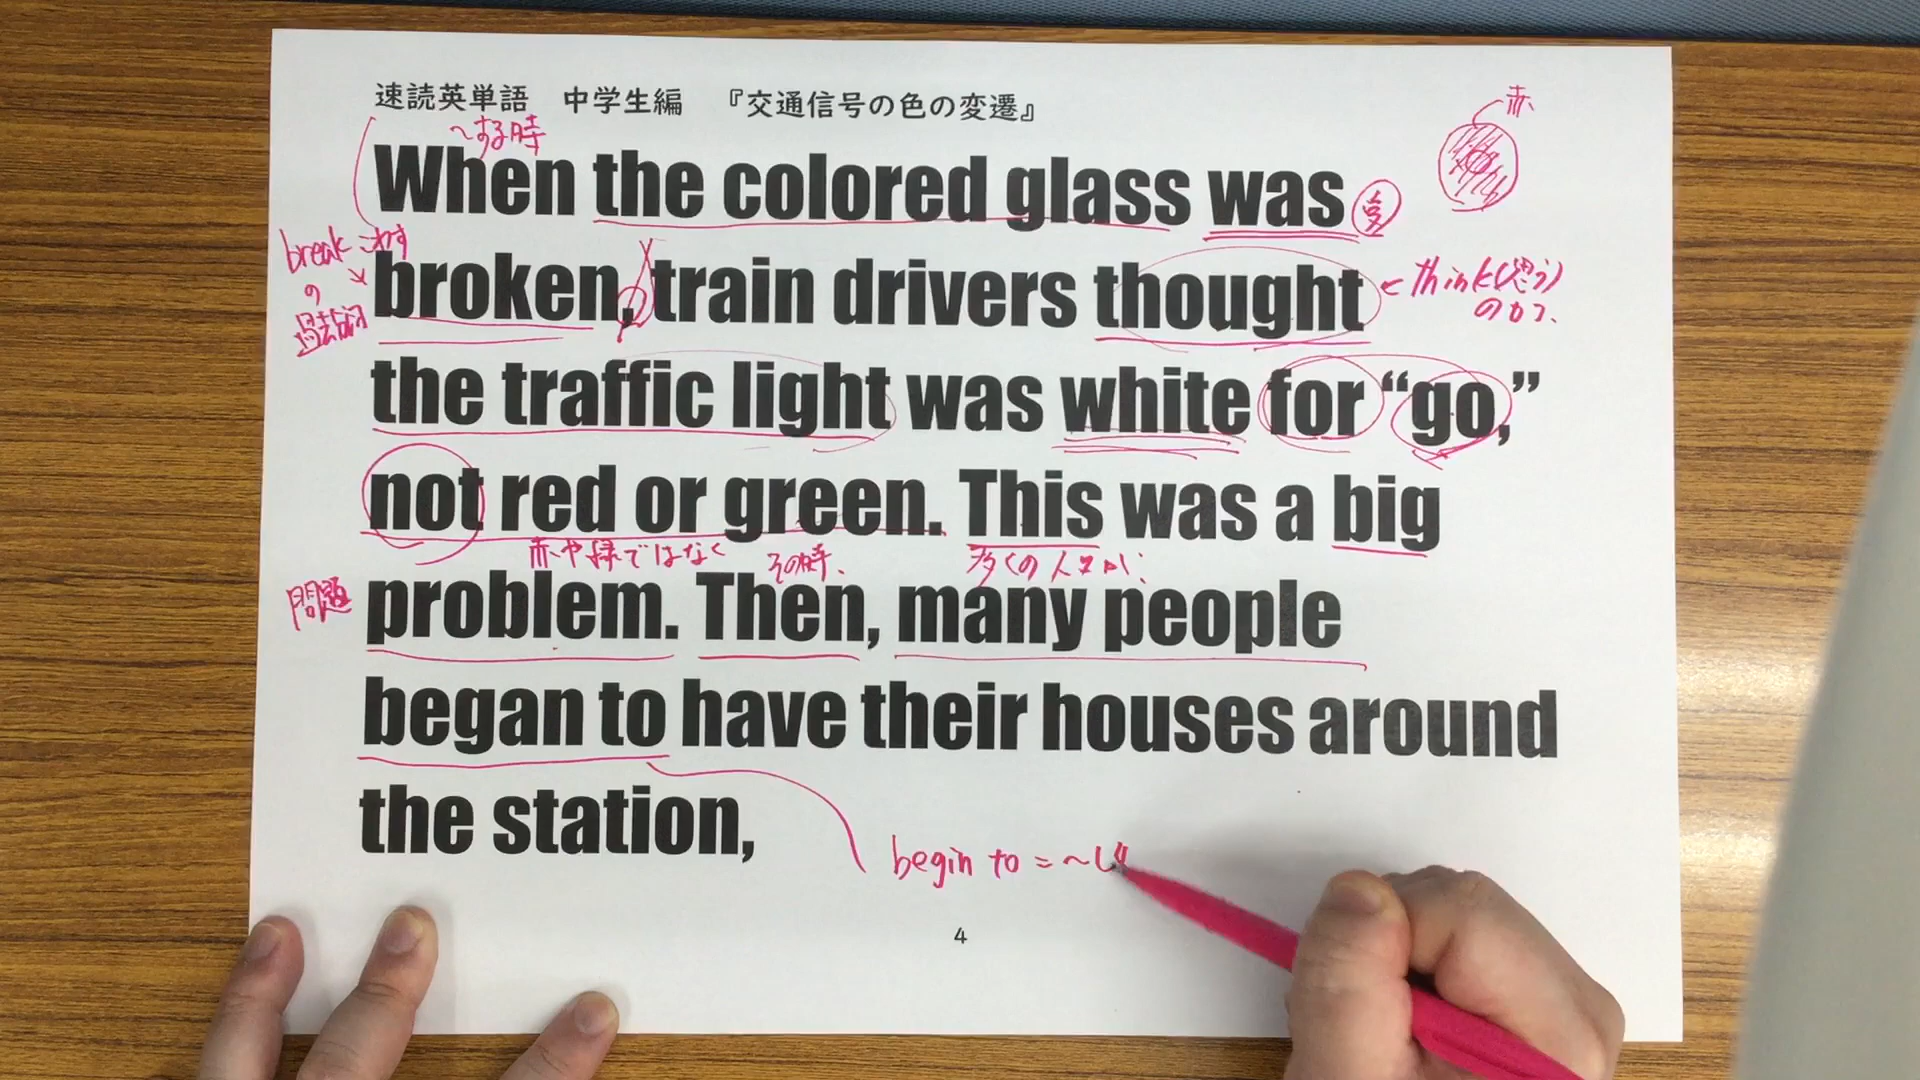 速読英単語 中学生編 『交通信号の色の変遷』
赤
~する時
When the colored glass was
break こわす
の
過去分詞
broken, train drivers thought
think(思う)
のカコ.
the traffic light was white for “go,”
not red or green. This was a big
赤や緑ではなく
その時、
多くの人々が、
問題
problem. Then, many people
began to have their houses around
the station,
begin to = ~し
4